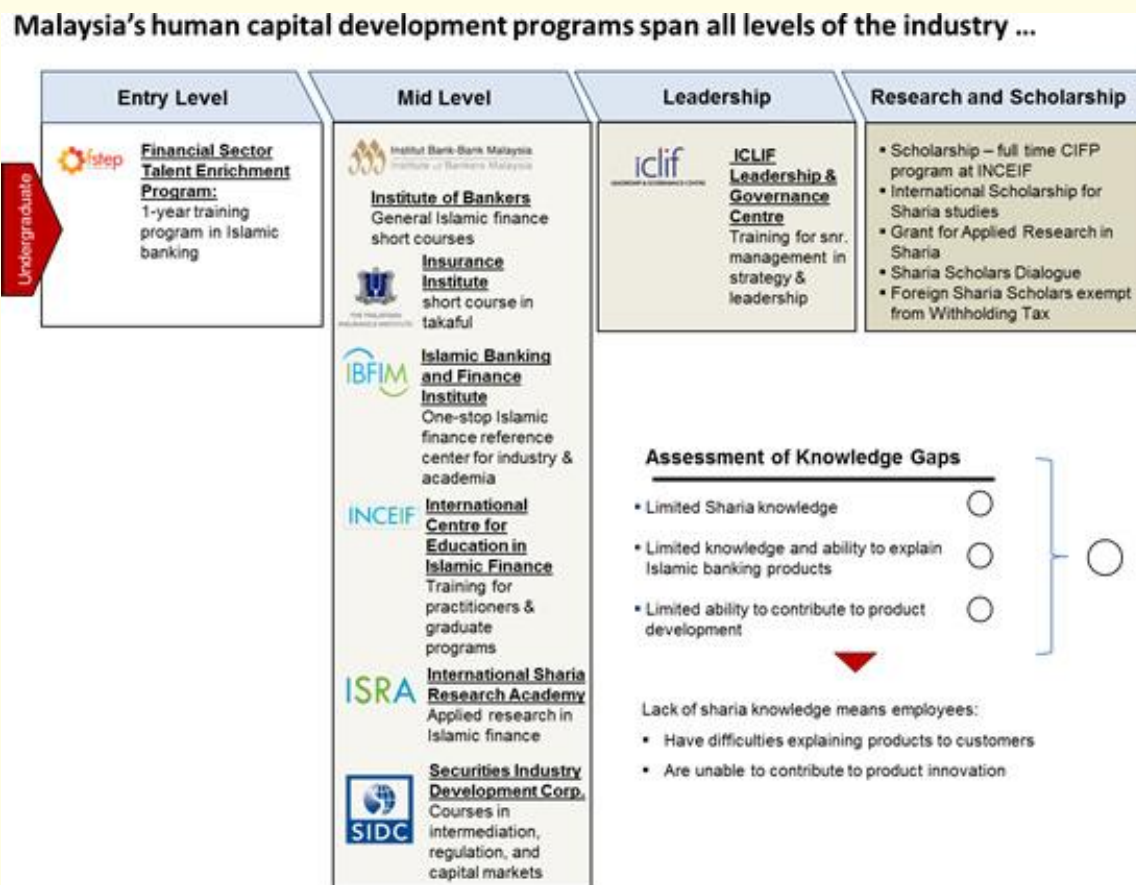 Malaysia's human capital development programs span all levels of the industry ...
Entry Level
Mid Level
Leadership
Research and Scholarship
Undergraduate
fstep
Financial Sector
Talent Enrichment
Program:
1-year training
program in Islamic
banking
Institut Bank-Bank Malaysia
Institute of Bankers Malaysia
Institute of Bankers
General Islamic finance
short courses
Insurance
Institute
short course in
takaful
THE MALAYSIAN
INSURANCE INSTITUTE
IBFIM
Islamic Banking
and Finance
Institute
One-stop Islamic
finance reference
center for industry &
academia
INCEIF
International
Centre for
Education in
Islamic Finance
Training for
practitioners &
graduate
programs
ISRA
International Sharia
Research Academy
Applied research in
Islamic finance
SIDC
Securities Industry
Development Corp.
Courses in
intermediation,
regulation, and
capital markets
iclif
LEADERSHIP & GOVERNANCE CENTRE
ICLIF
Leadership &
Governance
Centre
Training for snr.
management in
strategy &
leadership
▪ Scholarship – full time CIFP
program at INCEIF
▪ International Scholarship for
Sharia studies
▪ Grant for Applied Research in
Sharia
▪ Sharia Scholars Dialogue
▪ Foreign Sharia Scholars exempt
from Withholding Tax
Assessment of Knowledge Gaps
▪ Limited Sharia knowledge
▪ Limited knowledge and ability to explain
Islamic banking products
▪ Limited ability to contribute to product
development
Lack of sharia knowledge means employees:
▪ Have difficulties explaining products to customers
▪ Are unable to contribute to product innovation